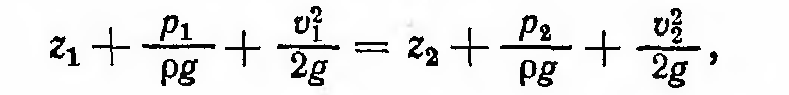 z₁ + p₁/ρg + v₁²/2g = z₂ + p₂/ρg + v₂²/2g,